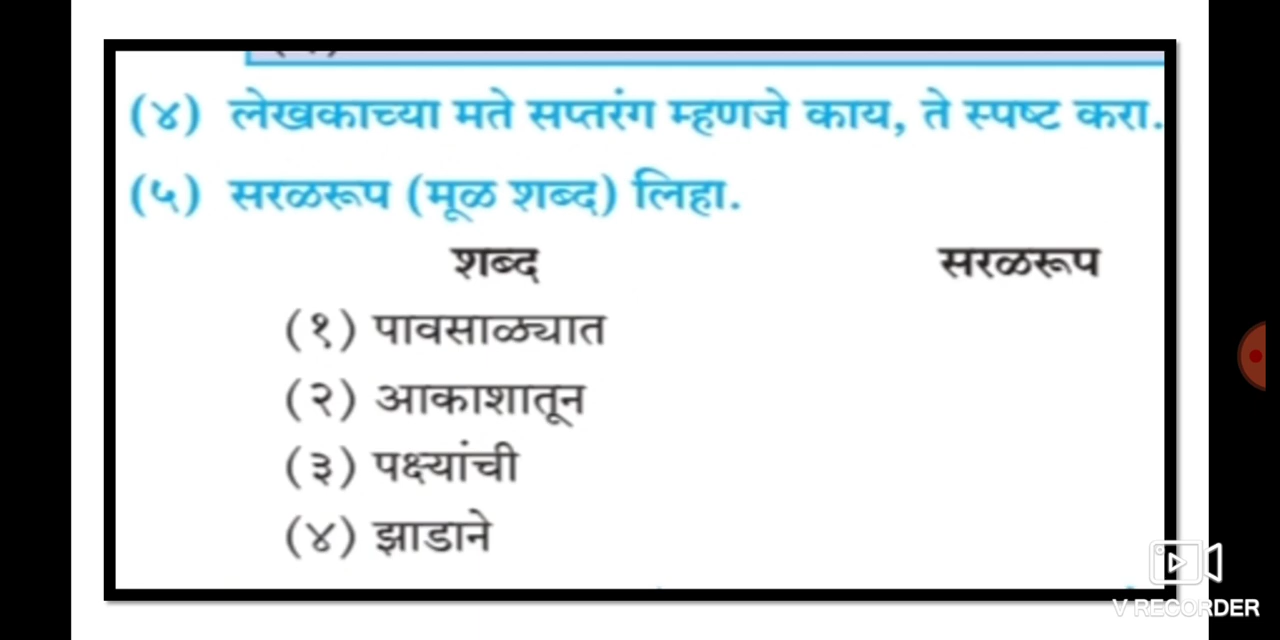 (४) लेखकाच्या मते सप्तरंग म्हणजे काय, ते स्पष्ट करा.
(५) सरळरूप (मूळ शब्द) लिहा.
शब्द सरळरूप
(१) पावसाळ्यात
(२) आकाशातून
(३) पक्ष्यांची
(४) झाडाने
V RECORDER